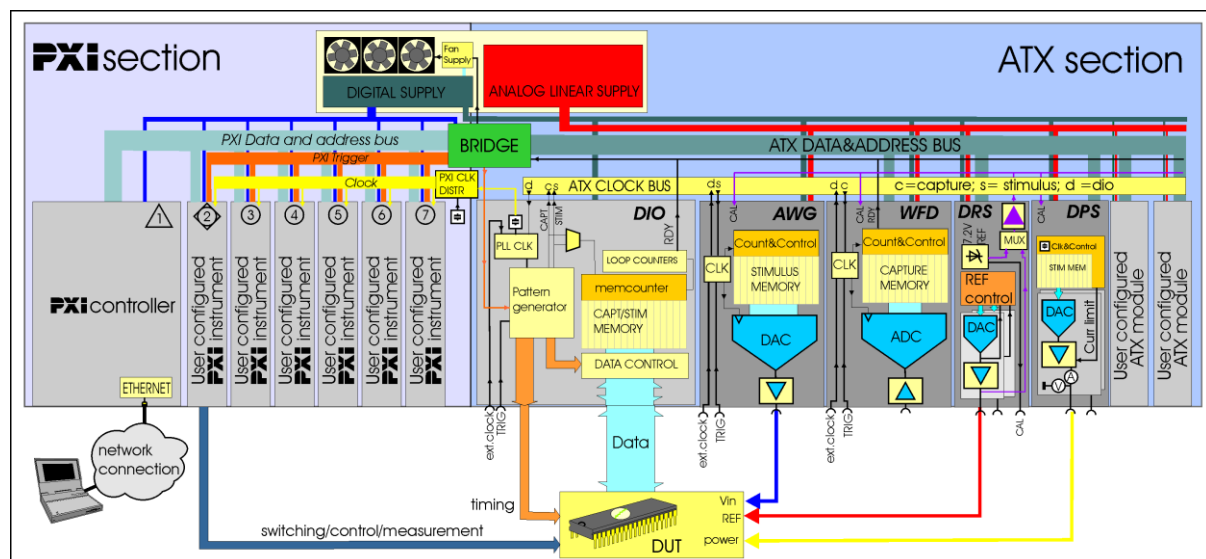 PXI section
ATX section
Fan
Supply
DIGITAL SUPPLY
ANALOG LINEAR SUPPLY
PXI Data and address bus
BRIDGE
ATX DATA&ADDRESS BUS
PXI Trigger
Clock
PXI CLK
DISTR
ATX CLOCK BUS
c=capture; s= stimulus; d =dio
1
2
3
4
5
6
7
PXI controller
ETHERNET
User configured
PXI instrument
User configured
PXI instrument
User configured
PXI instrument
User configured
PXI instrument
User configured
PXI instrument
User configured
PXI instrument
d
c s
CAPT
STIM
DIO
RDY
PLL CLK
LOOP COUNTERS
Pattern
generator
memcounter
CAPT/STIM
MEMORY
DATA CONTROL
ext.clock
TRIG
d s
CAL
AWG
CLK
Count&Control
STIMULUS
MEMORY
DAC
ext.clock
TRIG
d c
CAL
RDY
WFD
CLK
Count&Control
CAPTURE
MEMORY
ADC
ext.clock
TRIG
DRS
7.2V
REF
MUX
REF
control
DAC
CAL
DPS
CAL
Clk&Control
STIM MEM
DAC
Curr limit
V
A
User configured
ATX module
User configured
ATX module
network
connection
Data
timing
switching/control/measurement
DUT
Vin
REF
power